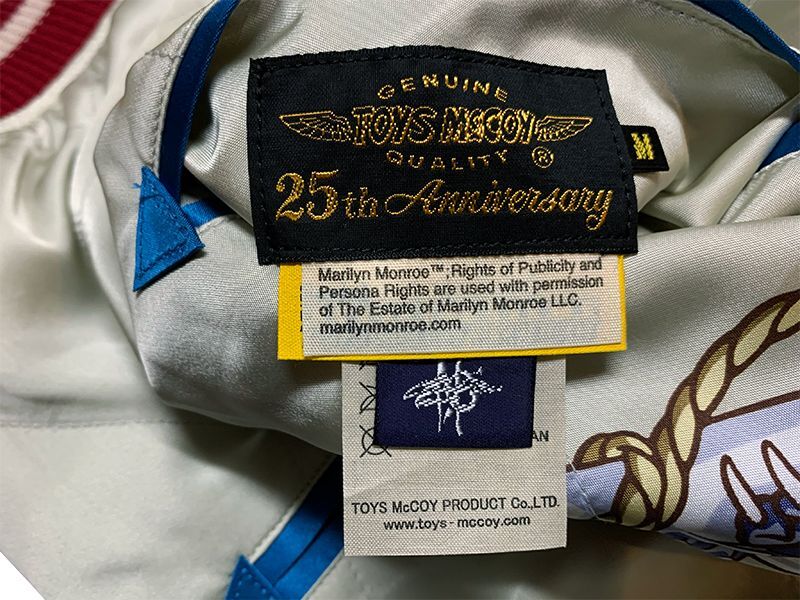 GENUINE
TOYS McCOY
QUALITY ®
25th Anniversary
M
Marilyn Monroe™; Rights of Publicity and
Persona Rights are used with permission
of The Estate of Marilyn Monroe LLC.
marilynmonroe.com
AN
TOYS McCOY PRODUCT Co.,LTD.
www.toys-mccoy.com